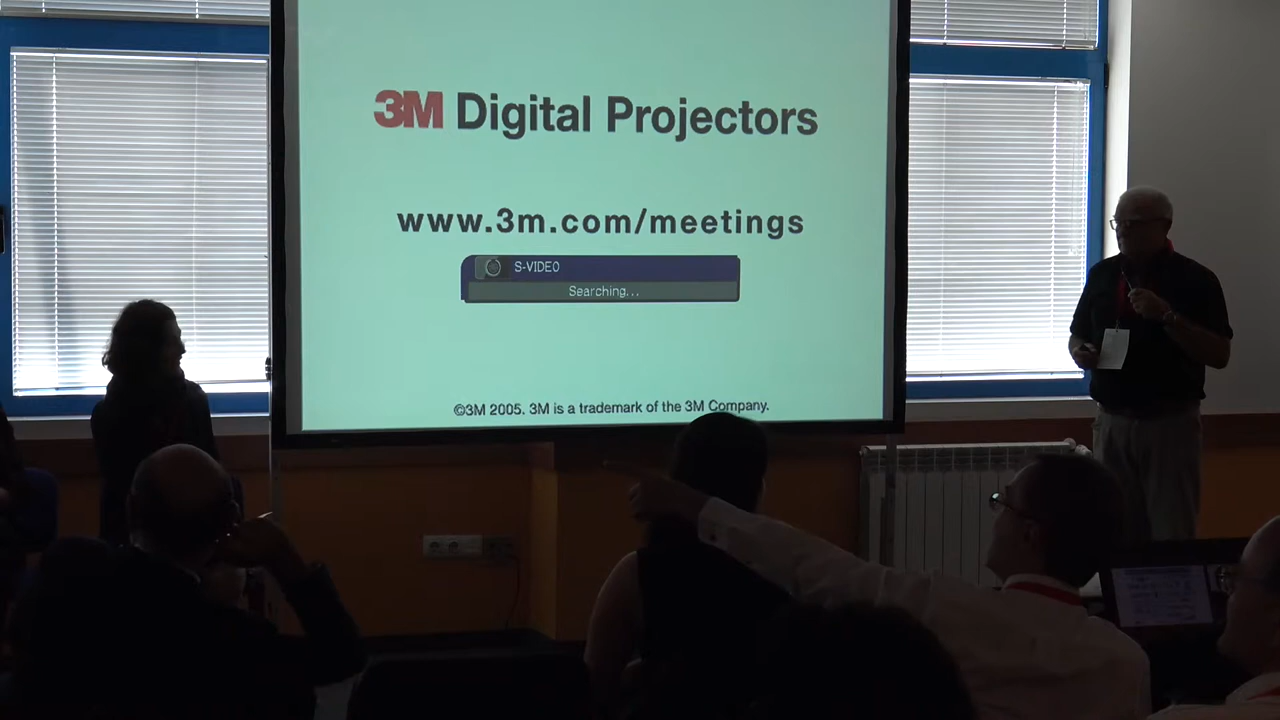 3M Digital Projectors
www.3m.com/meetings
S-VIDEO
Searching...
©3M 2005. 3M is a trademark of the 3M Company.